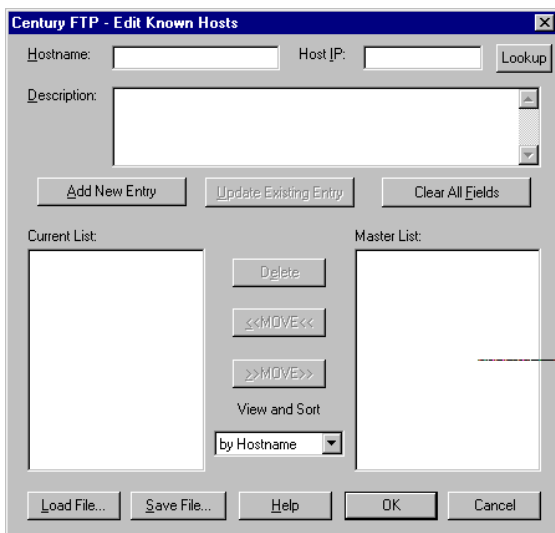 Century FTP - Edit Known Hosts
Hostname: Host IP: Lookup
Description:
Add New Entry Update Existing Entry Clear All Fields
Current List: Master List:
Delete
<<MOVE<<
>>MOVE>>
View and Sort
by Hostname
Load File... Save File... Help OK Cancel